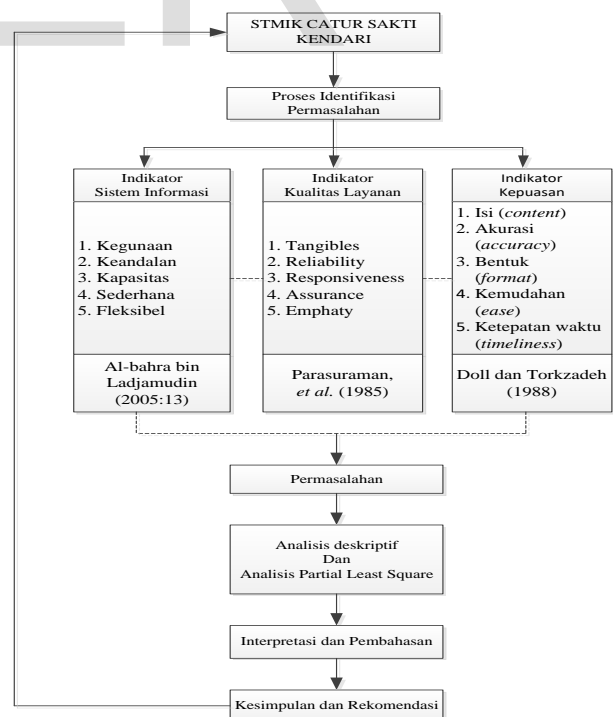 STMIK CATUR SAKTI
KENDARI
Proses Identifikasi
Permasalahan
Indikator
Sistem Informasi
1. Kegunaan
2. Keandalan
3. Kapasitas
4. Sederhana
5. Fleksibel
Al-bahra bin
Ladjamudin
(2005:13)
Indikator
Kualitas Layanan
1. Tangibles
2. Reliability
3. Responsiveness
4. Assurance
5. Emphaty
Parasuraman,
et al. (1985)
Indikator
Kepuasan
1. Isi (content)
2. Akurasi
(accuracy)
3. Bentuk
(format)
4. Kemudahan
(ease)
5. Ketepatan waktu
(timeliness)
Doll dan Torkzadeh
(1988)
Permasalahan
Analisis deskriptif
Dan
Analisis Partial Least Square
Interpretasi dan Pembahasan
Kesimpulan dan Rekomendasi